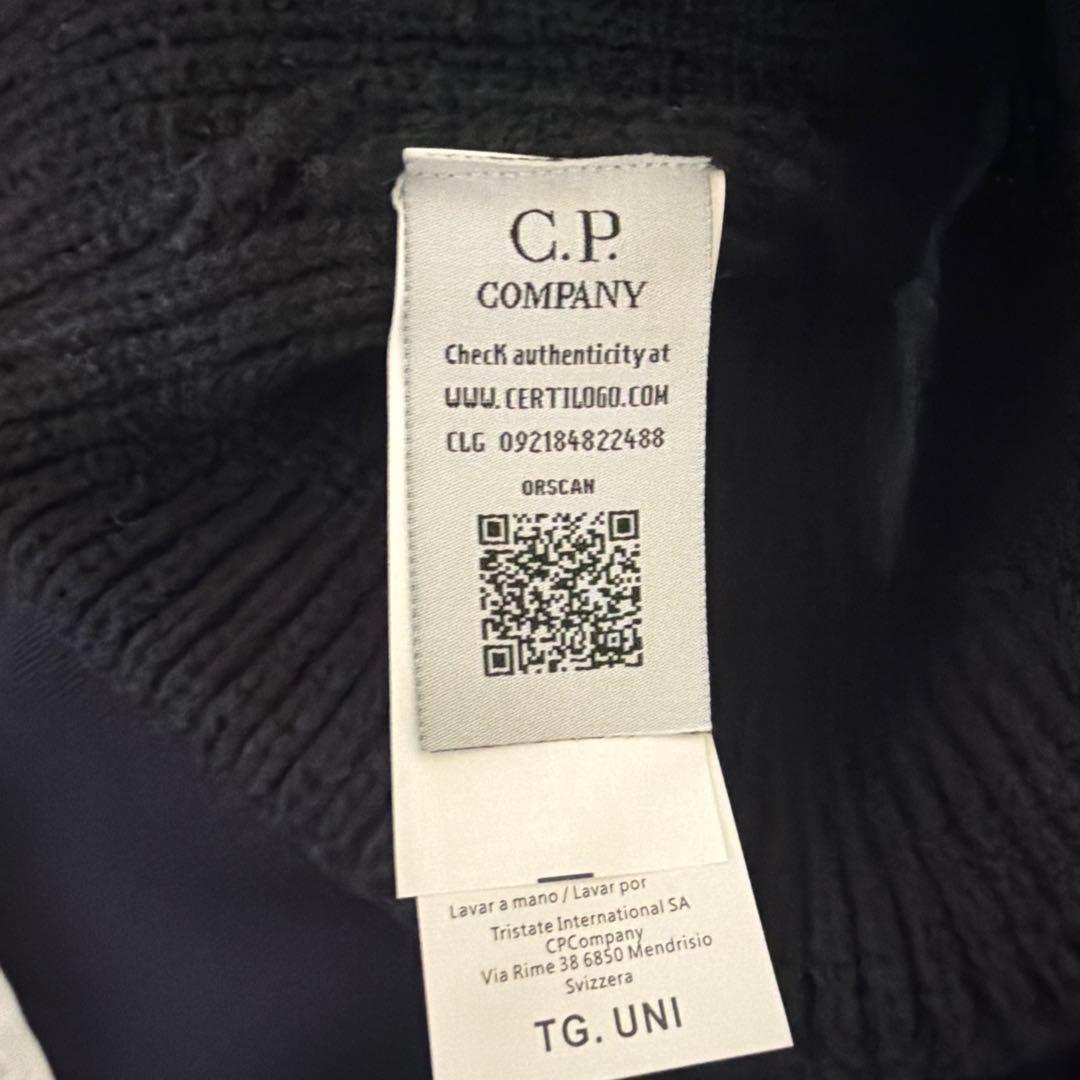 C.P.
COMPANY
Check authenticity at
WWW.CERTILOGO.COM
CLG 092184822488
ORSCAN
Lavar a mano / Lavar por
Tristate International SA
CPCompany
Via Rime 38 6850 Mendrisio
Svizzera
TG. UNI